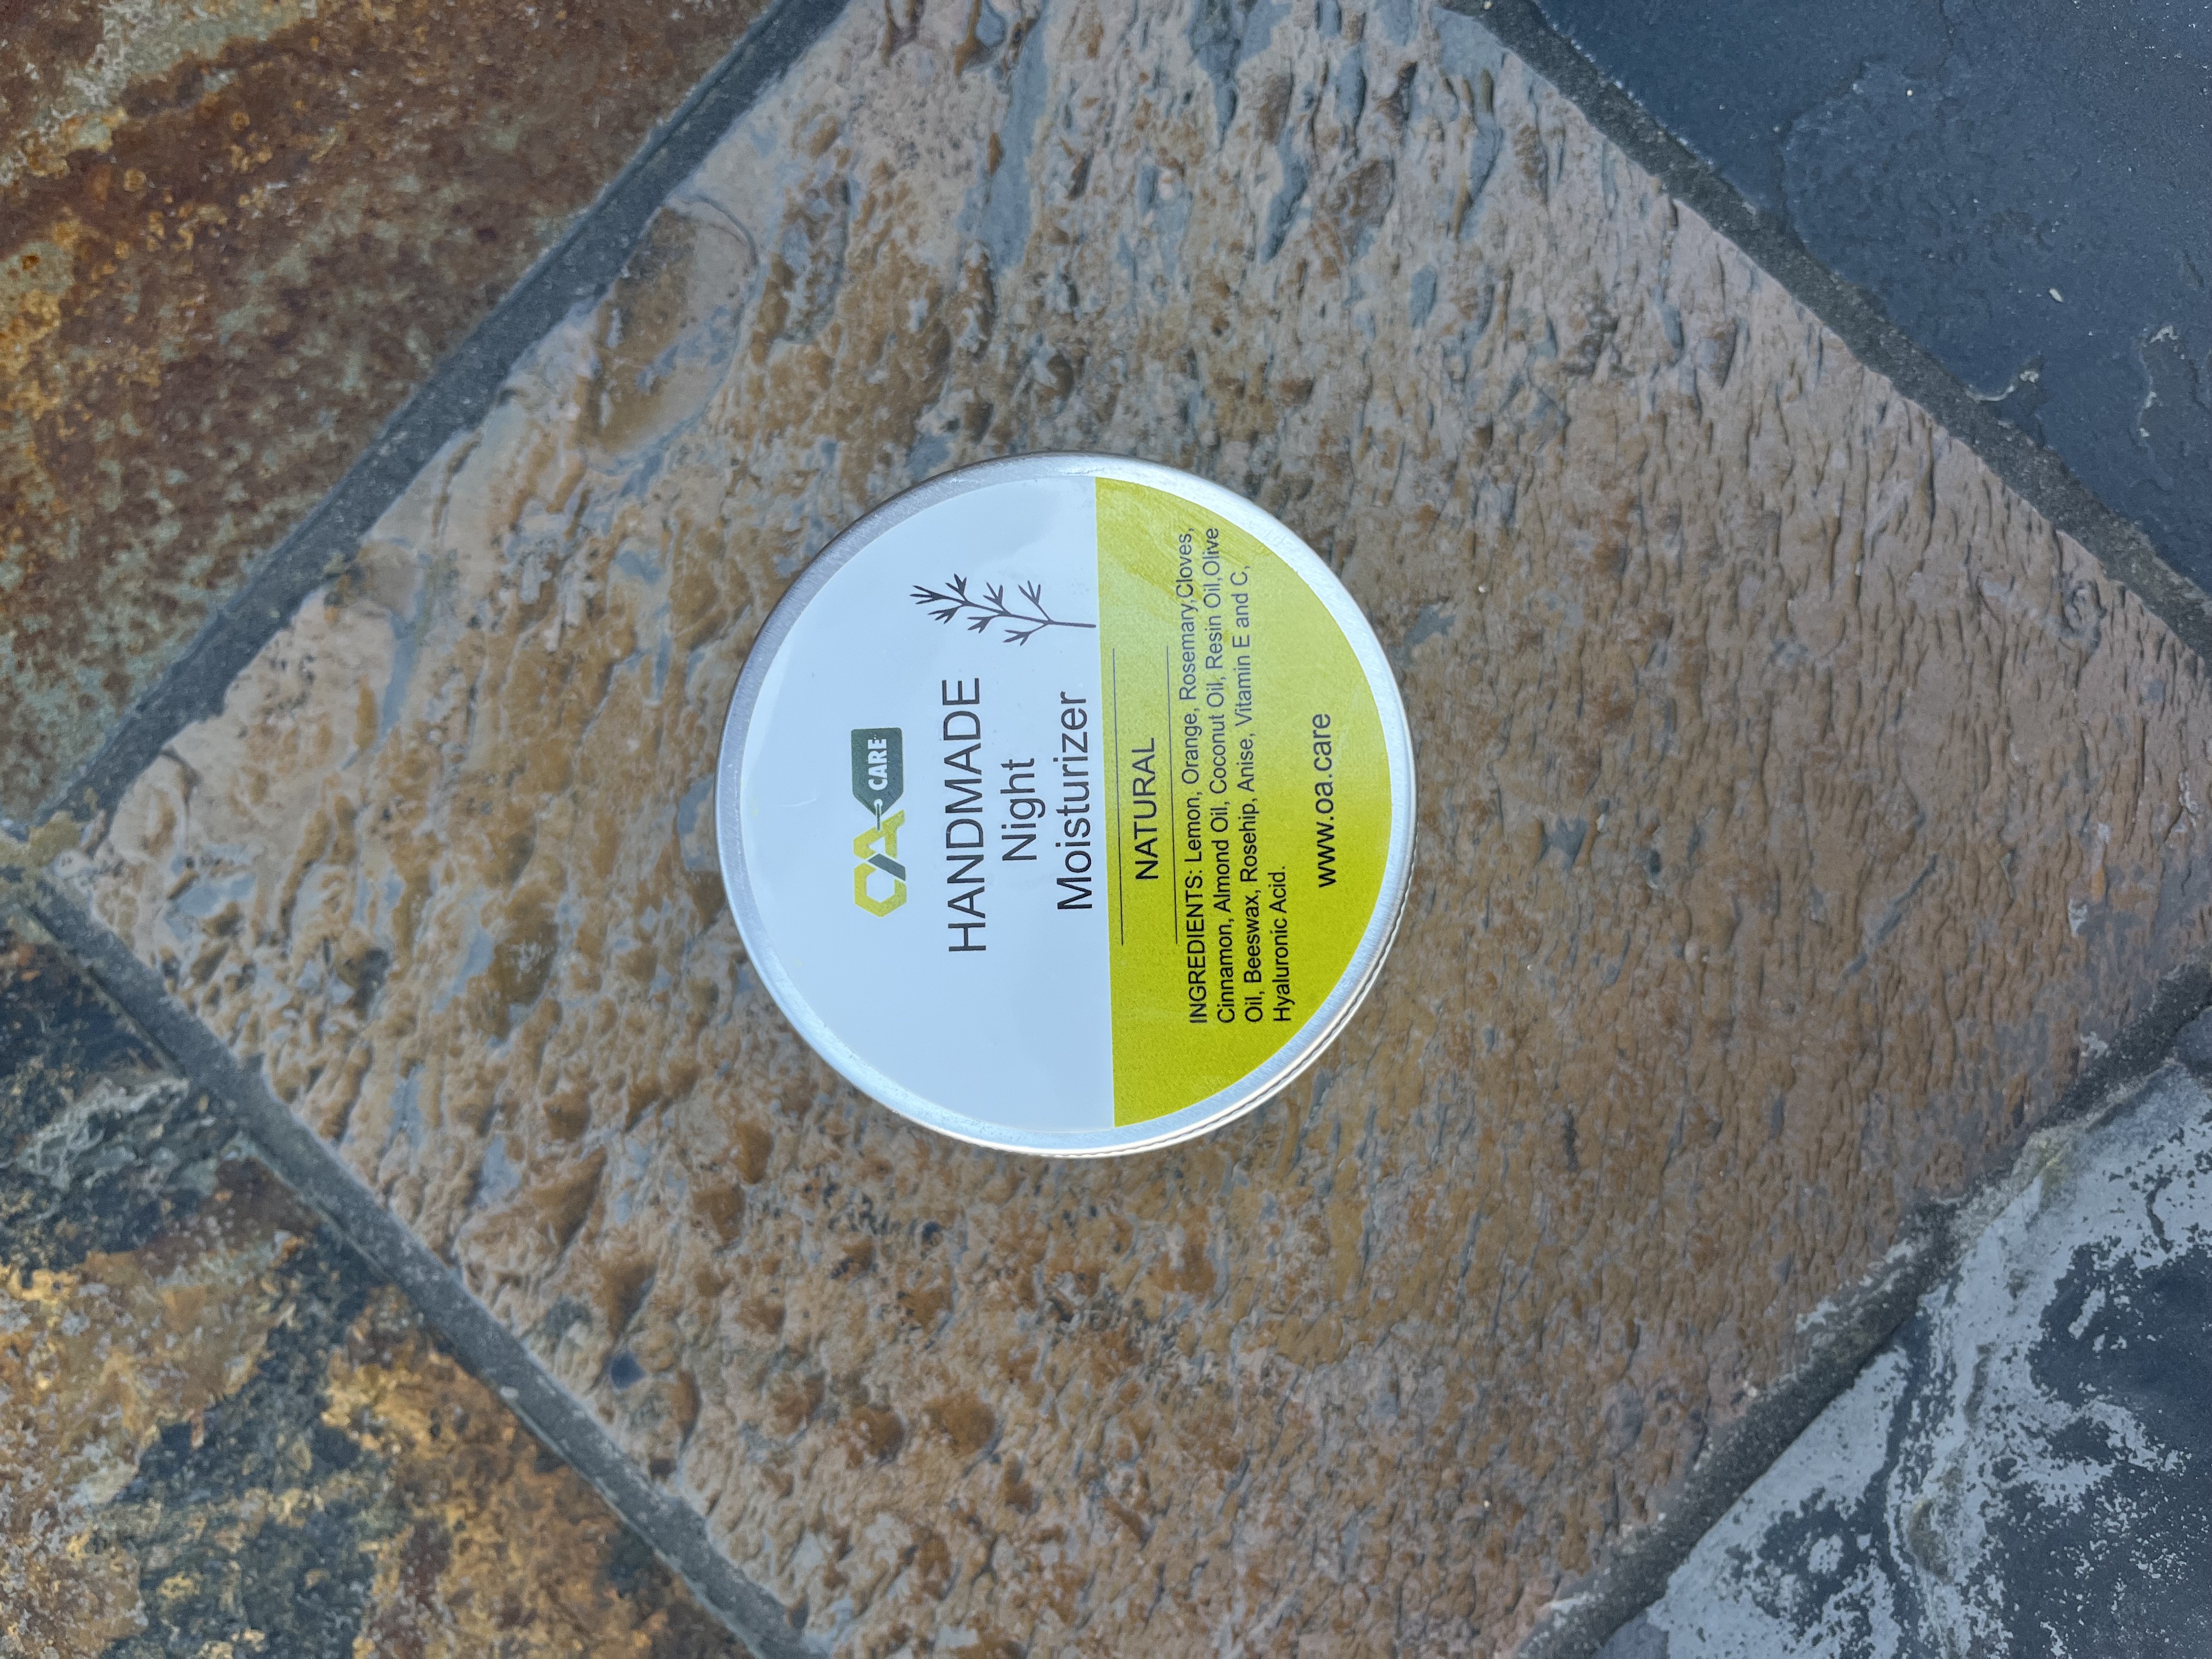 OA CARE
HANDMADE
Night
Moisturizer
NATURAL
INGREDIENTS: Lemon, Orange, Rosemary,Cloves,
Cinnamon, Almond Oil, Coconut Oil, Resin Oil,Olive
Oil, Beeswax, Rosehip, Anise, Vitamin E and C,
Hyaluronic Acid.
www.oa.care